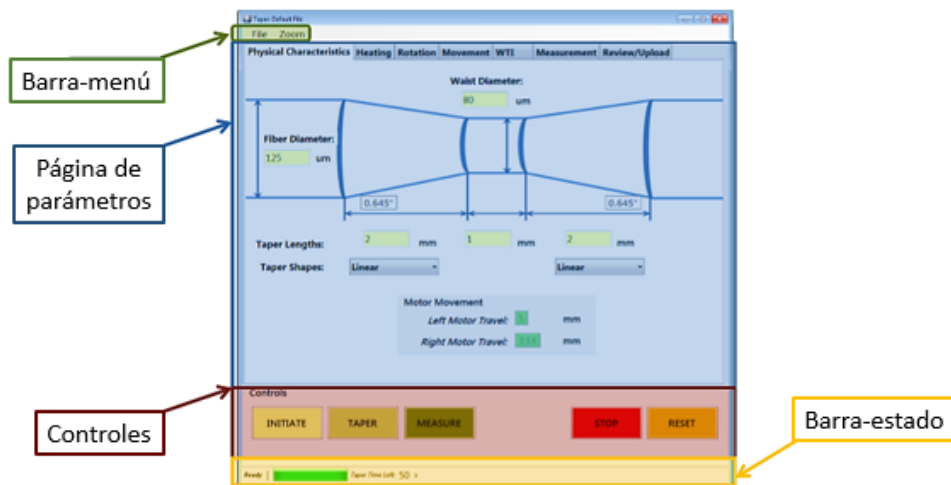 Taper Default File
File Zoom
Barra-menú
Physical Characteristics Heating Rotation Movement WTI Measurement Review/Upload
Waist Diameter:
80 um
Fiber Diameter:
125 um
Página de
parámetros
0.645° 0.645°
Taper Lengths: 2 mm 1 mm 2 mm
Taper Shapes: Linear Linear
Motor Movement
Left Motor Travel: mm
Right Motor Travel: mm
Controls
INITIATE TAPER MEASURE STOP RESET
Controles
Barra-estado
Ready Taper Time Left: 50 s